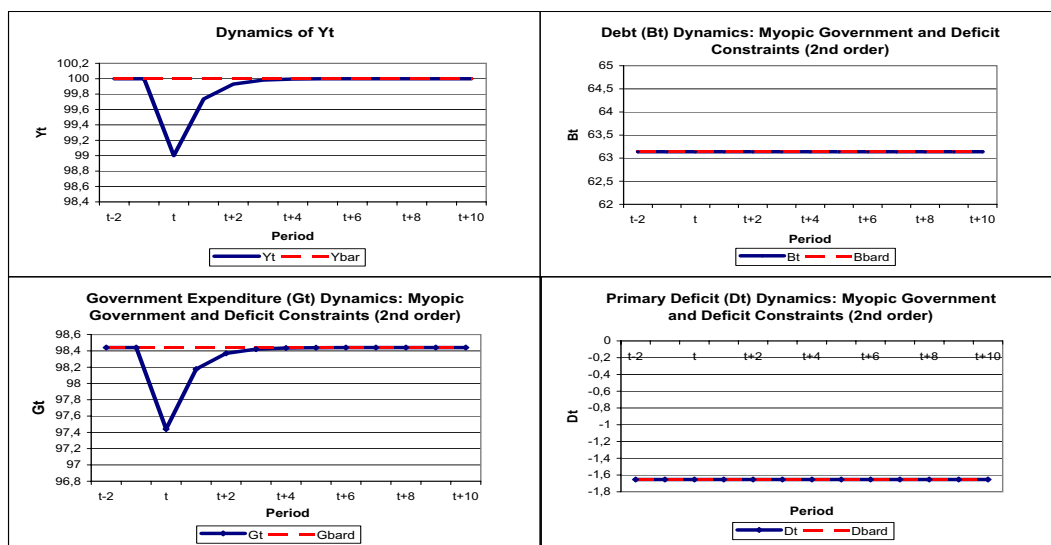 Dynamics of Yt
100,2
100
99,8
99,6
99,4
99,2
99
98,8
98,6
98,4
Yt
t-2 t t+2 t+4 t+6 t+8 t+10
Period
Yt Ybar
Debt (Bt) Dynamics: Myopic Government and Deficit
Constraints (2nd order)
65
64,5
64
63,5
63
62,5
62
Bt
t-2 t t+2 t+4 t+6 t+8 t+10
Period
Bt Bbard
Government Expenditure (Gt) Dynamics: Myopic
Government and Deficit Constraints (2nd order)
98,6
98,4
98,2
98
97,8
97,6
97,4
97,2
97
96,8
Gt
t-2 t t+2 t+4 t+6 t+8 t+10
Period
Gt Gbard
Primary Deficit (Dt) Dynamics: Myopic Government
and Deficit Constraints (2nd order)
0
-0,2
-0,4
-0,6
-0,8
-1
-1,2
-1,4
-1,6
-1,8
Dt
t-2 t t+2 t+4 t+6 t+8 t+10
Period
Dt Dbard